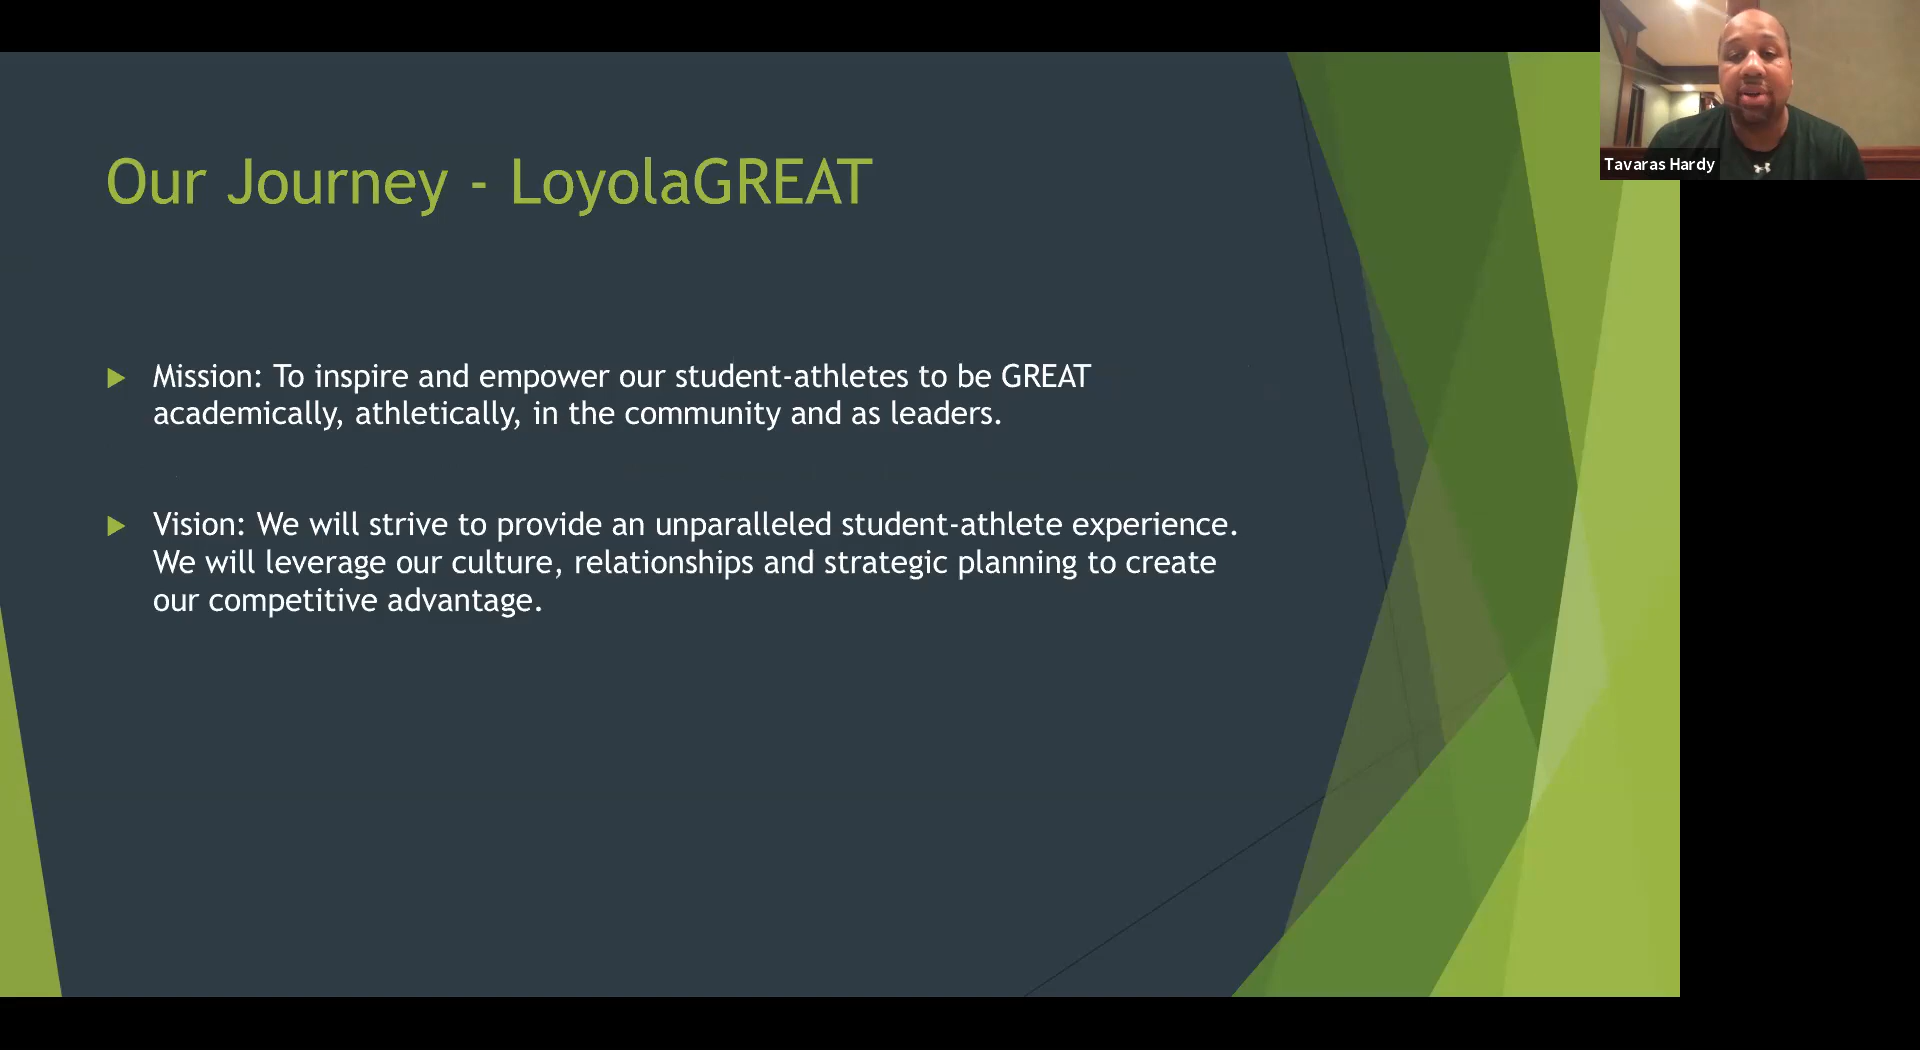 Our Journey - LoyolaGREAT
Mission: To inspire and empower our student-athletes to be GREAT
academically, athletically, in the community and as leaders.
Vision: We will strive to provide an unparalleled student-athlete experience.
We will leverage our culture, relationships and strategic planning to create
our competitive advantage.
Tavaras Hardy